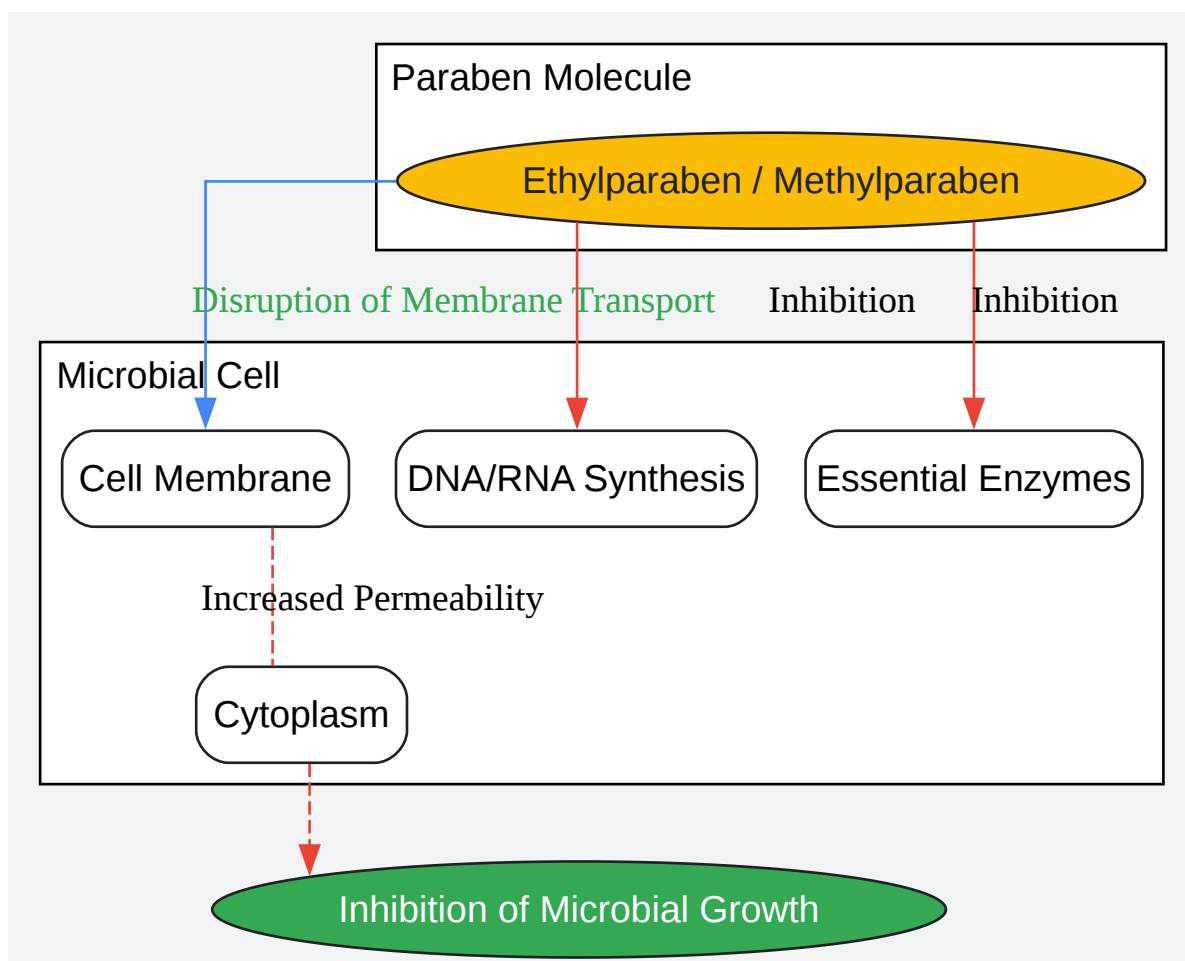 Paraben Molecule
Ethylparaben / Methylparaben
Disruption of Membrane Transport
Inhibition
Inhibition
Microbial Cell
Cell Membrane
DNA/RNA Synthesis
Essential Enzymes
Increased Permeability
Cytoplasm
Inhibition of Microbial Growth